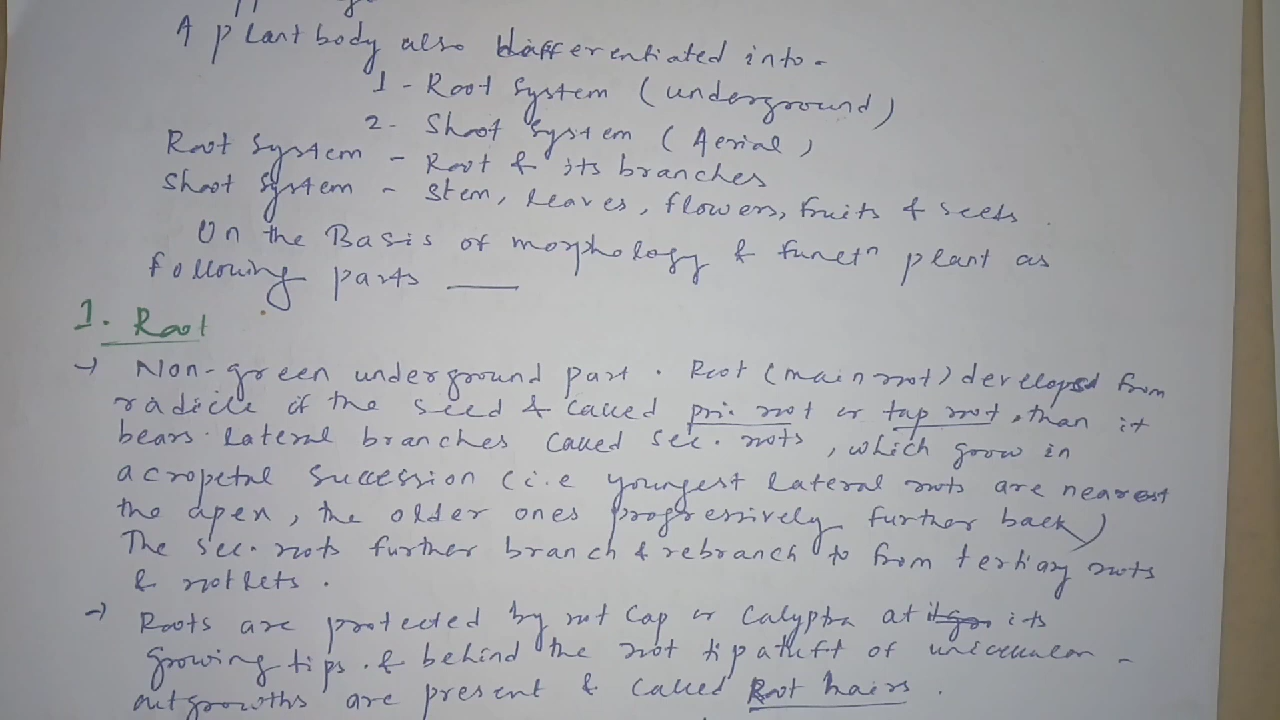 A plant body also differentiated into -
1 - Root System (underground)
2- Shoot System (Aerial)
Root System - Root & its branches
Shoot System - Stem, leaves, flowers, fruits & seeds.
On the Basis of morphology & functn plant as
following parts ___
1. Root
→ Non-green underground part. Root (main root) developed from
radicle of the seed & called pri. root or tap root, than it
bears lateral branches called sec. roots, which grow in
acropetal succession (i.e youngest lateral roots are nearest
the apex, the older ones progressively further back)
The sec. roots further branch & rebranch to from tertiary roots
& rootlets.
→ Roots are protected by root cap or calyptra at its
growing tips. & behind the root tip a tuft of unicellular -
outgrowths are present & called Root hairs.